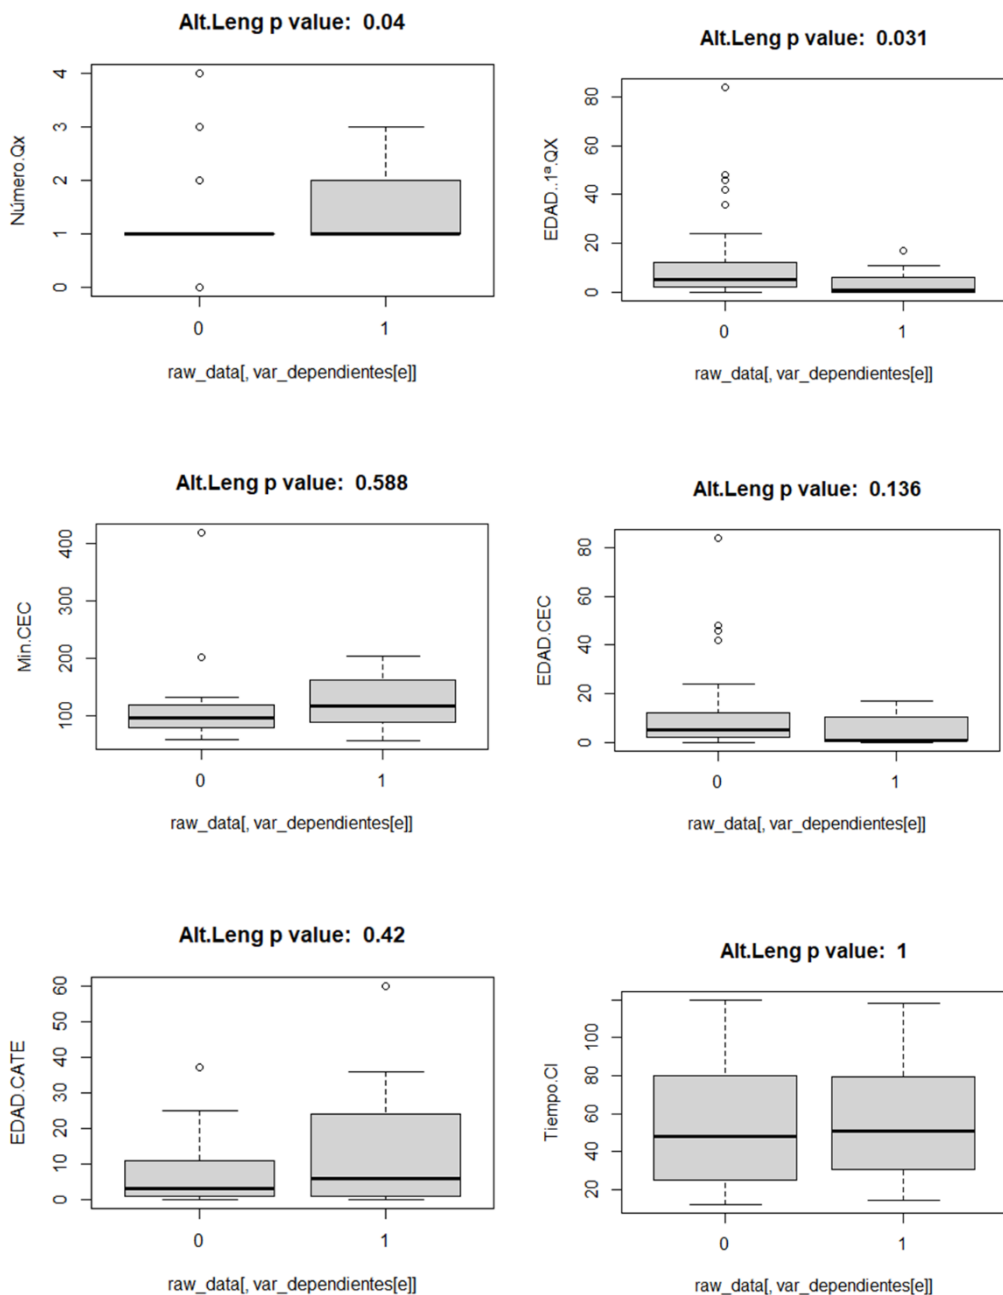 Alt.Leng p value:  0.04
Número.Qx
4
3
2
1
0
0 1
raw_data[, var_dependientes[e]]
Alt.Leng p value:  0.031
EDAD..1ª.QX
80
60
40
20
0
0 1
raw_data[, var_dependientes[e]]
Alt.Leng p value:  0.588
Min.CEC
400
300
200
100
0 1
raw_data[, var_dependientes[e]]
Alt.Leng p value:  0.136
EDAD.CEC
80
60
40
20
0
0 1
raw_data[, var_dependientes[e]]
Alt.Leng p value:  0.42
EDAD.CATE
60
50
40
30
20
10
0
0 1
raw_data[, var_dependientes[e]]
Alt.Leng p value:  1
Tiempo.CI
100
80
60
40
20
0 1
raw_data[, var_dependientes[e]]